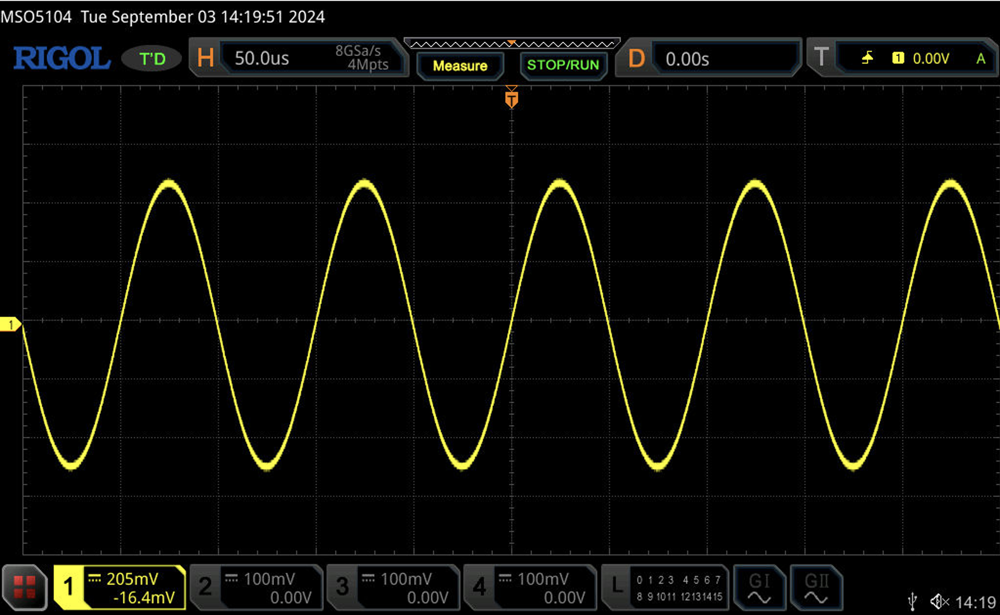 MSO5104 Tue September 03 14:19:51 2024
RIGOL T'D H 50.0us 8GSa/s 4Mpts Measure STOP/RUN D 0.00s T 1 0.00V A
T
1
1 205mV -16.4mV
2 100mV 0.00V
3 100mV 0.00V
4 100mV 0.00V
L 0 1 2 3 4 5 6 7
8 9 10 11 12 13 14 15
GI GII
14:19